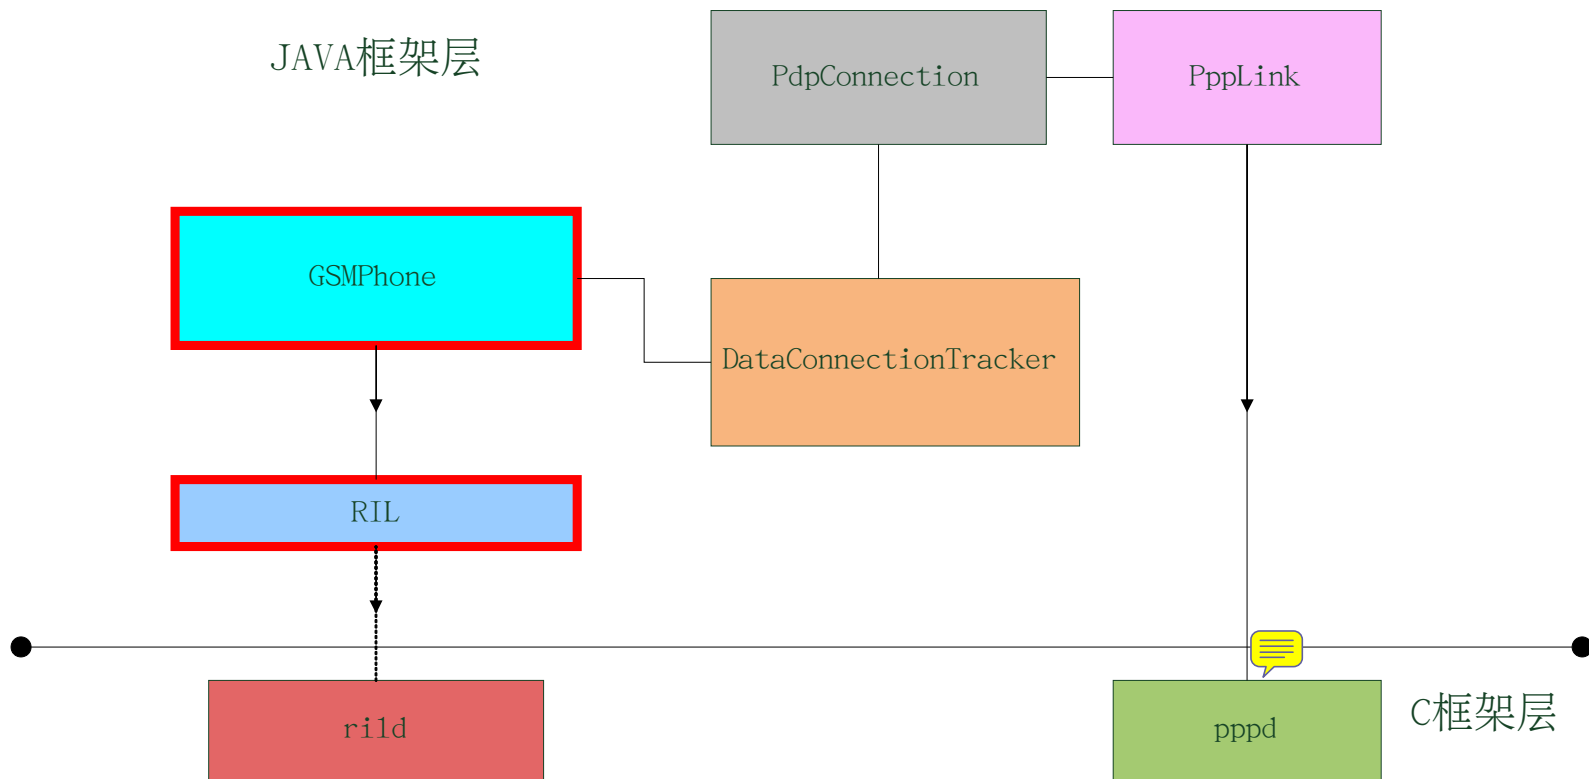 JAVA框架层
PdpConnection
PppLink
GSMPhone
DataConnectionTracker
RIL
C框架层
rild
pppd